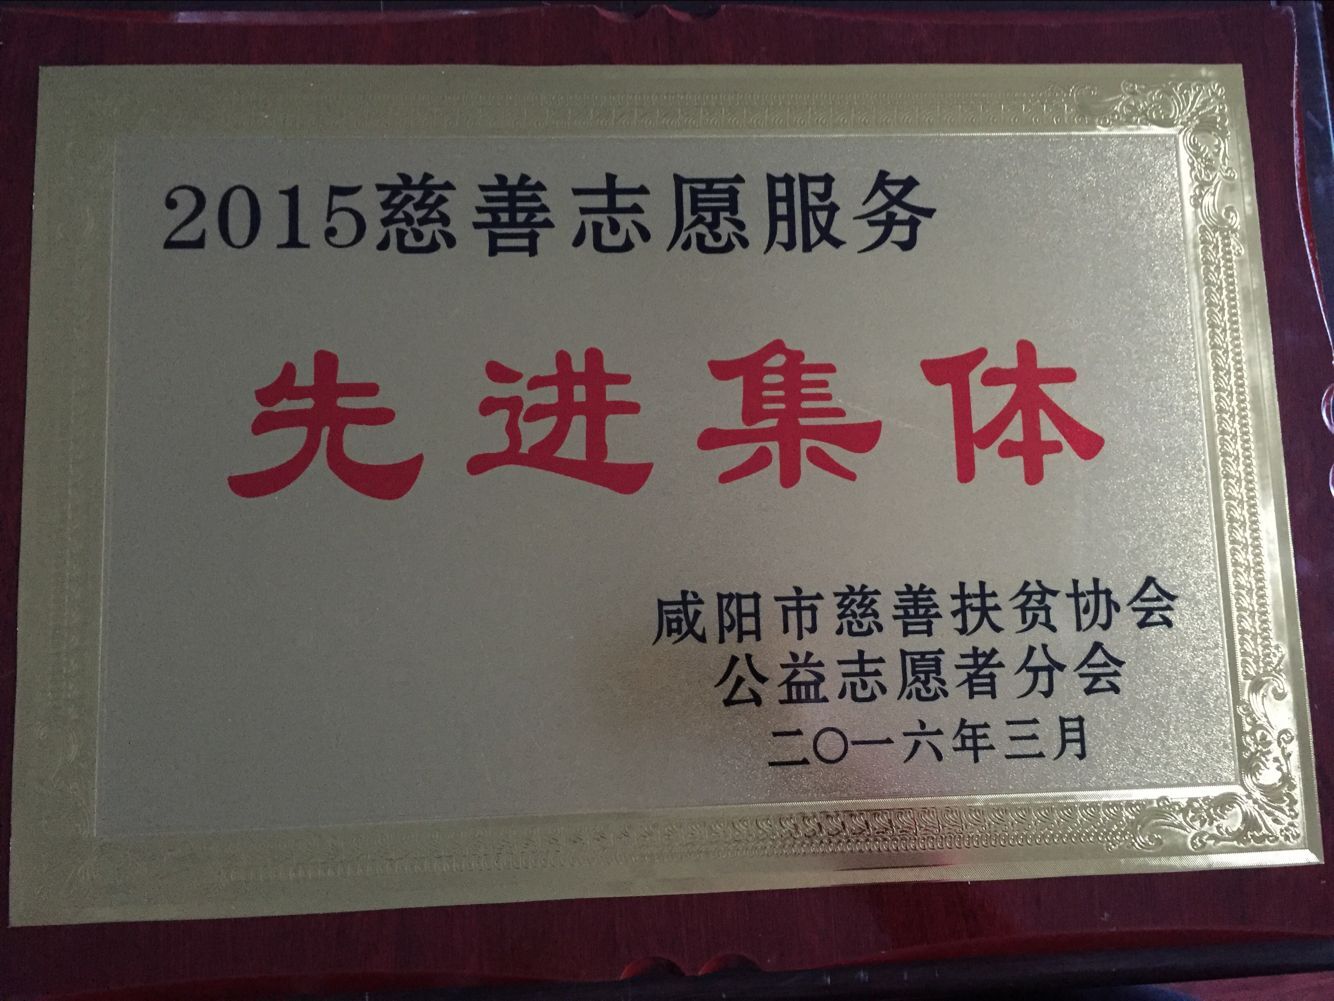 2015慈善志愿服务
先进集体
咸阳市慈善扶贫协会
公益志愿者分会
二〇一六年三月